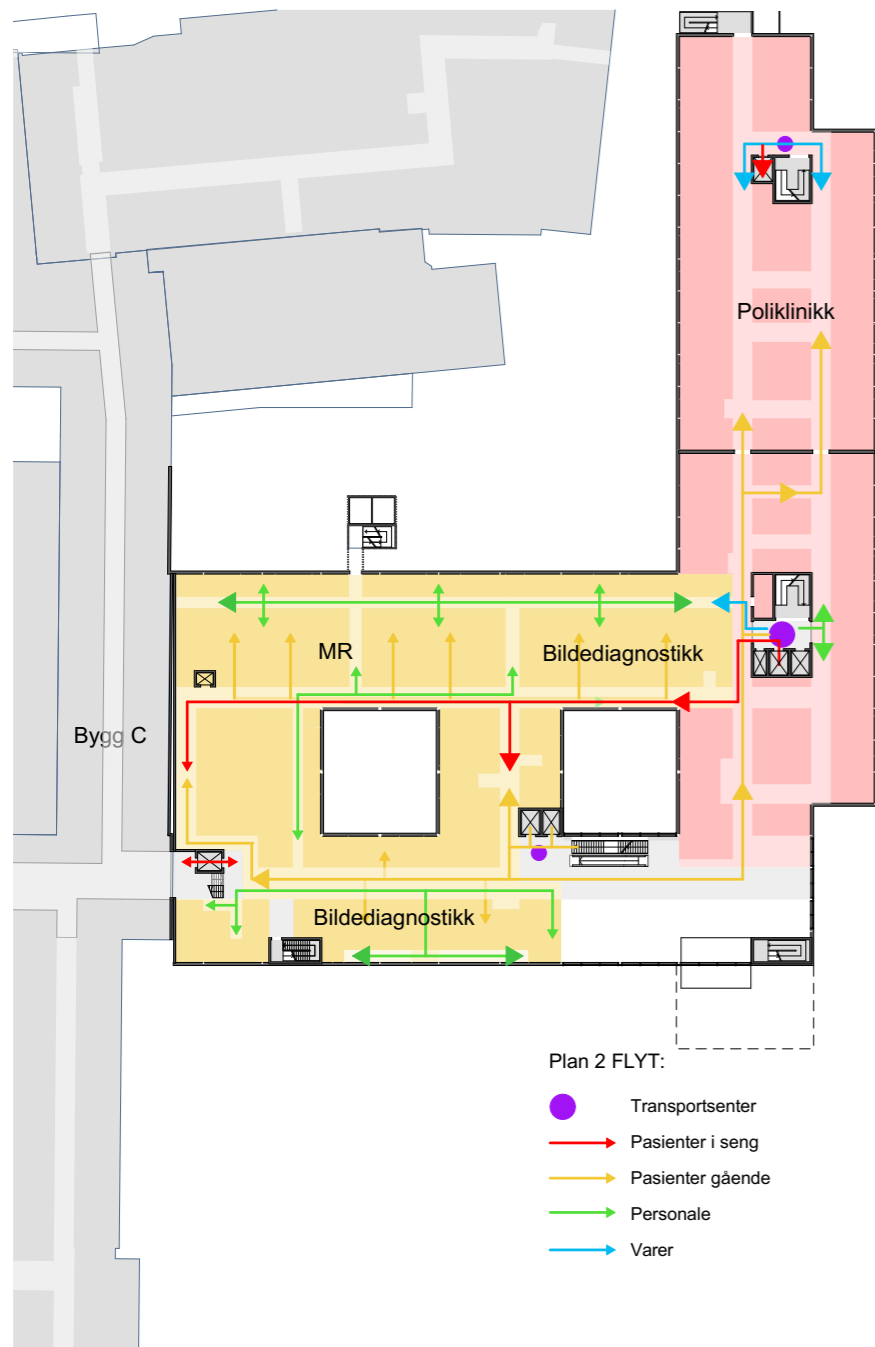 Poliklinikk
MR
Bildediagnostikk
Bygg C
Bildediagnostikk
Plan 2 FLYT:
Transportsenter
Pasienter i seng
Pasienter gående
Personale
Varer